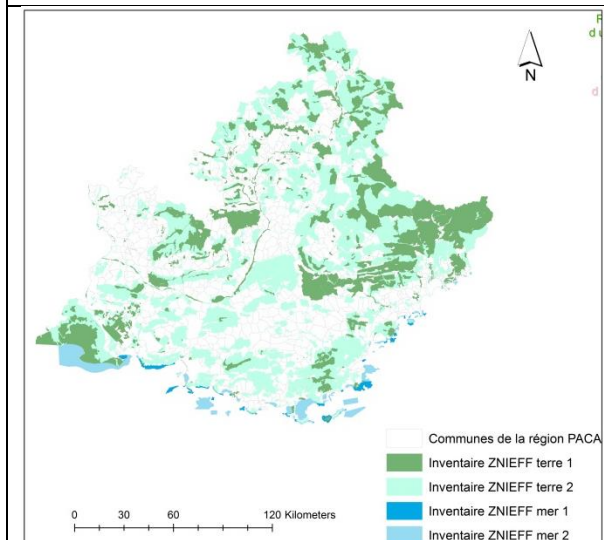 N
Communes de la région PACA
Inventaire ZNIEFF terre 1
Inventaire ZNIEFF terre 2
Inventaire ZNIEFF mer 1
Inventaire ZNIEFF mer 2
0 30 60 120 Kilometers